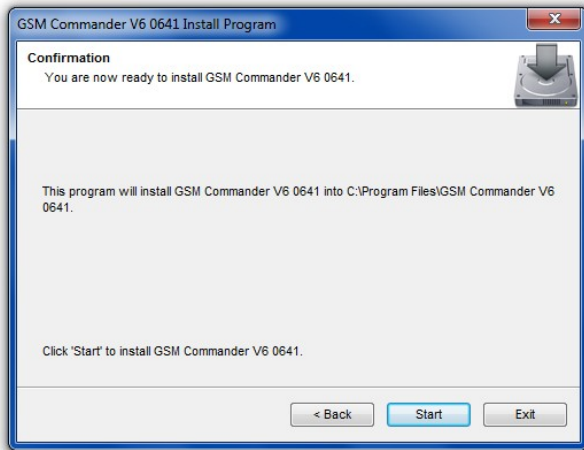 GSM Commander V6 0641 Install Program
Confirmation
You are now ready to install GSM Commander V6 0641.
This program will install GSM Commander V6 0641 into C:\Program Files\GSM Commander V6
0641.
Click 'Start' to install GSM Commander V6 0641.
< Back Start Exit